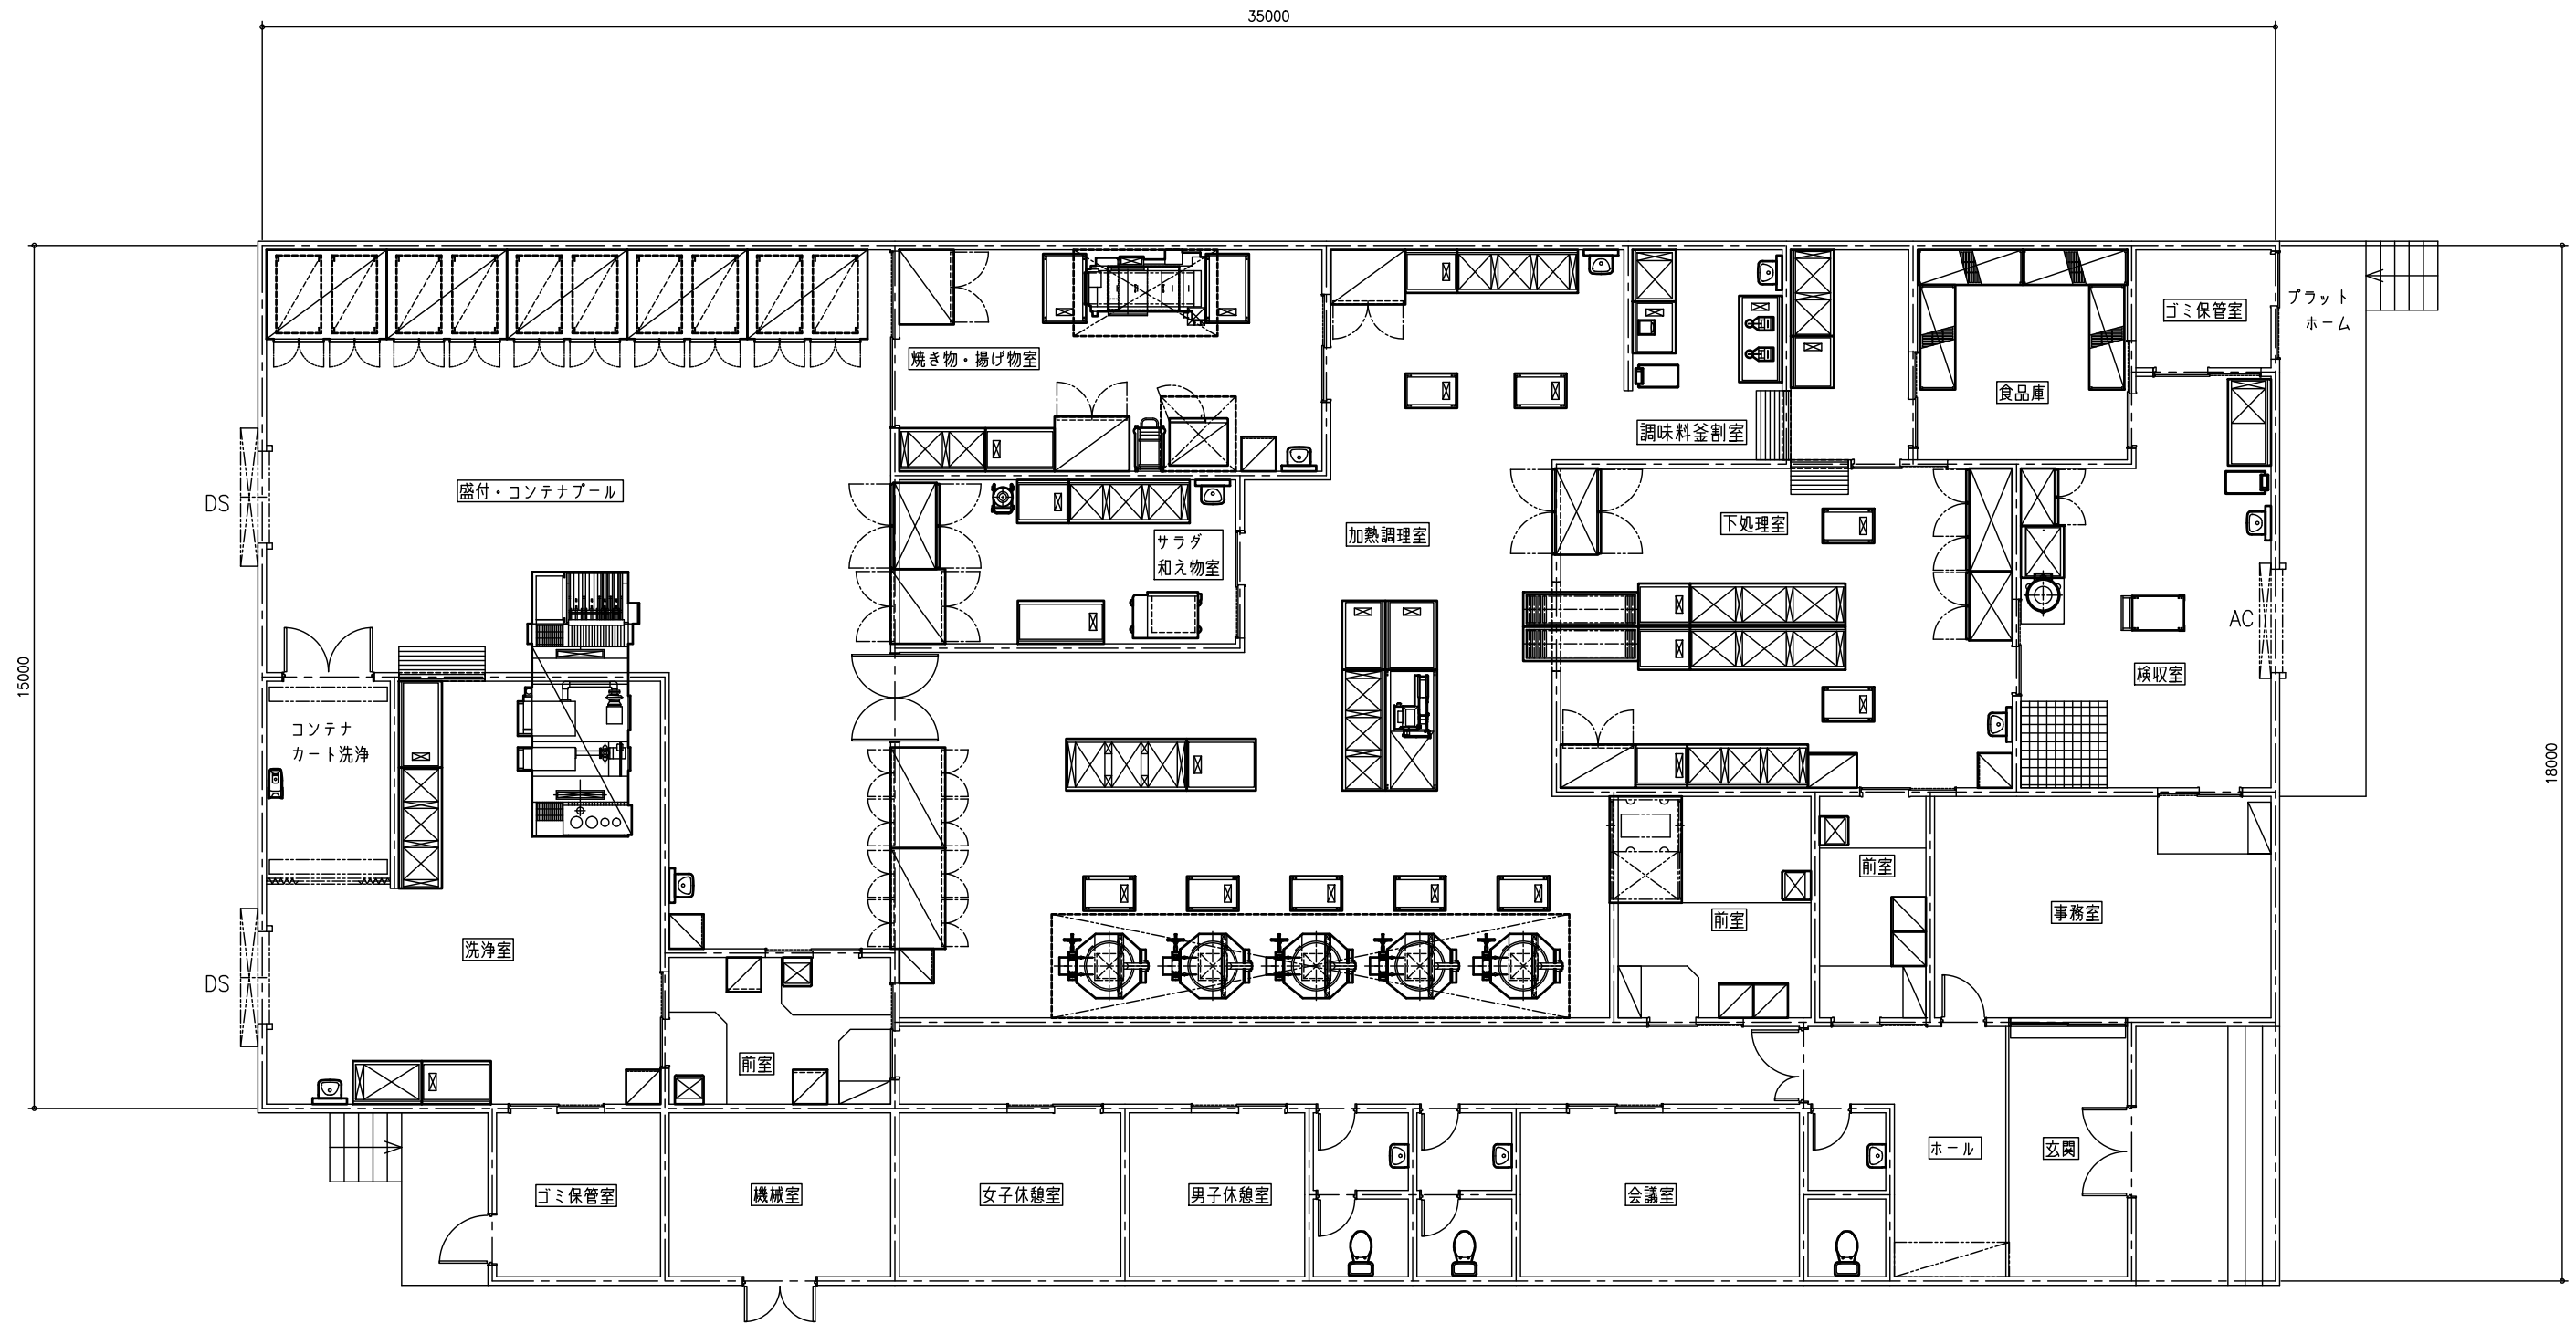 35000
ゴミ保管室
プラット
ホーム
焼き物・揚げ物室
食品庫
調味料釜割室
盛付・コンテナプール
DS
加熱調理室
下処理室
サラダ
和え物室
AC
検収室
15000
18000
コンテナ
カート洗浄
前室
前室
事務室
洗浄室
DS
前室
ホール
玄関
ゴミ保管室
機械室
女子休憩室
男子休憩室
会議室